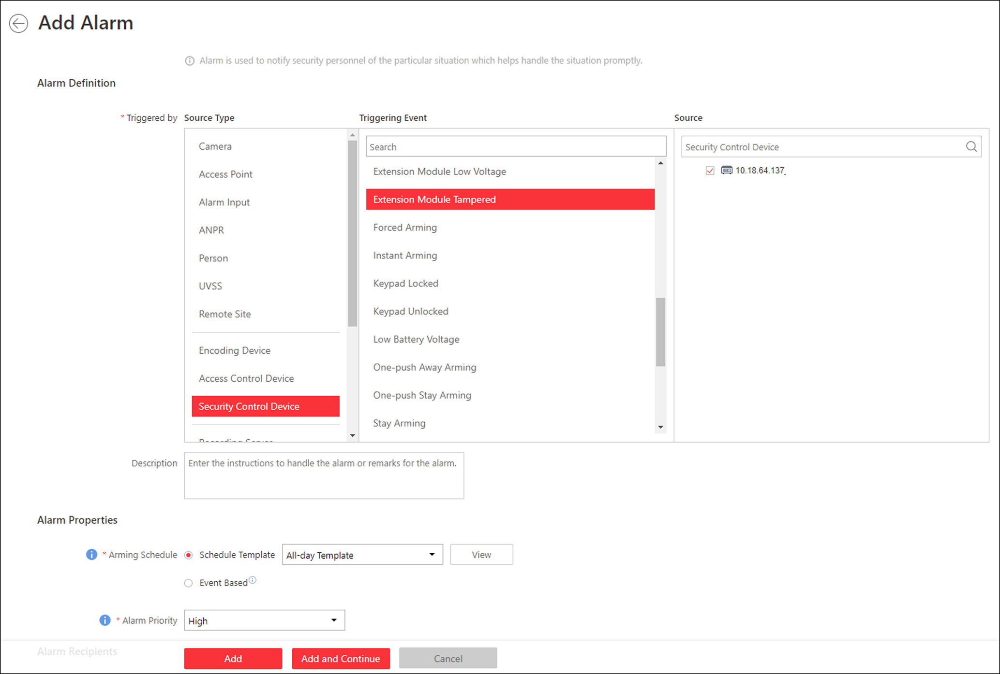 Add Alarm
Alarm is used to notify security personnel of the particular situation which helps handle the situation promptly.
Alarm Definition
* Triggered by
Source Type
Camera
Access Point
Alarm Input
ANPR
Person
UVSS
Remote Site
Encoding Device
Access Control Device
Security Control Device
Recording Server
Triggering Event
Search
Extension Module Low Voltage
Extension Module Tampered
Forced Arming
Instant Arming
Keypad Locked
Keypad Unlocked
Low Battery Voltage
One-push Away Arming
One-push Stay Arming
Stay Arming
Source
Security Control Device
10.18.64.137_
Description
Enter the instructions to handle the alarm or remarks for the alarm.
Alarm Properties
* Arming Schedule
Schedule Template
All-day Template
View
Event Based
* Alarm Priority
High
Alarm Recipients
Add
Add and Continue
Cancel